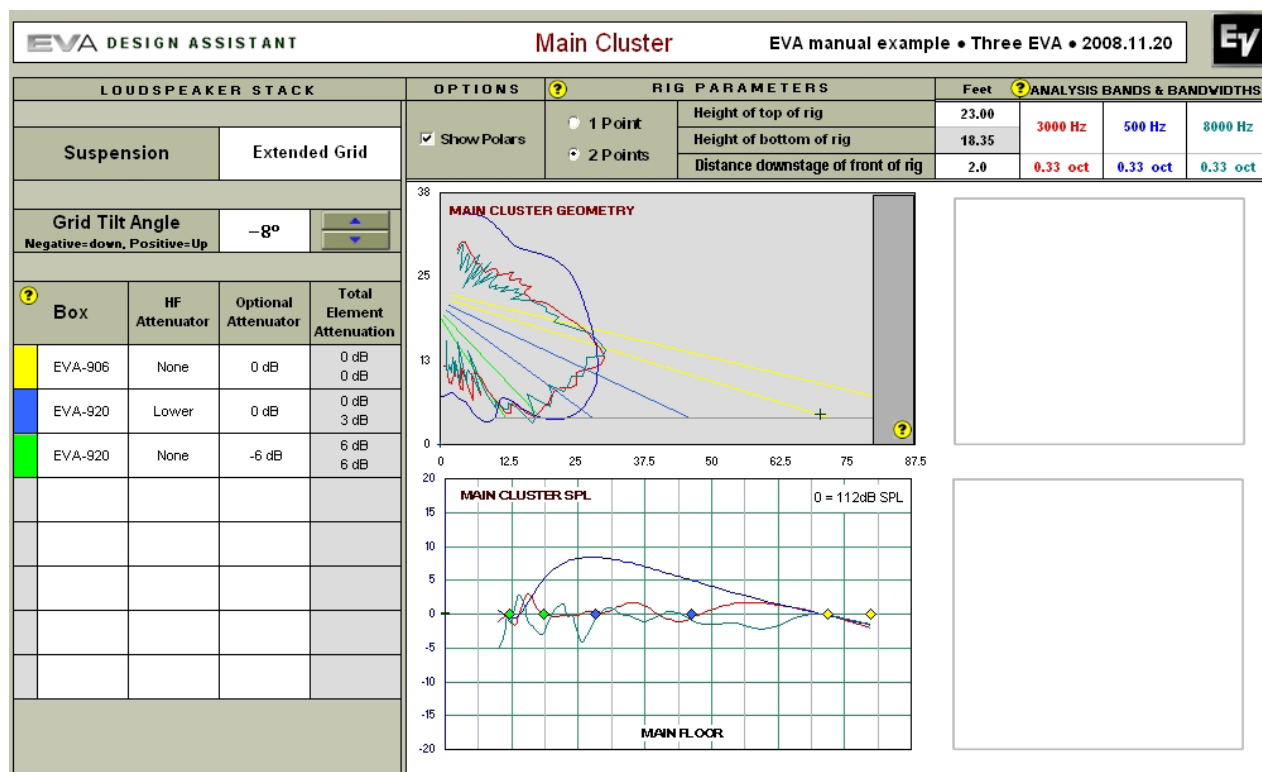 EVA DESIGN ASSISTANT
Main Cluster
EVA manual example • Three EVA • 2008.11.20
EV
LOUDSPEAKER STACK
Suspension
Extended Grid
Grid Tilt Angle
Negative=down, Positive=Up
−8º
?
Box
HF Attenuator
Optional Attenuator
Total Element Attenuation
EVA-906
None
0 dB
0 dB
0 dB
EVA-920
Lower
0 dB
0 dB
3 dB
EVA-920
None
-6 dB
6 dB
6 dB
OPTIONS
Show Polars
?
RIG PARAMETERS
Feet
1 Point
2 Points
Height of top of rig
23.00
Height of bottom of rig
18.35
Distance downstage of front of rig
2.0
?
ANALYSIS BANDS & BANDWIDTHS
3000 Hz
500 Hz
8000 Hz
0.33 oct
0.33 oct
0.33 oct
MAIN CLUSTER GEOMETRY
38
25
13
0
0
12.5
25
37.5
50
62.5
75
87.5
?
MAIN CLUSTER SPL
0 = 112dB SPL
20
15
10
5
0
-5
-10
-15
-20
MAIN FLOOR